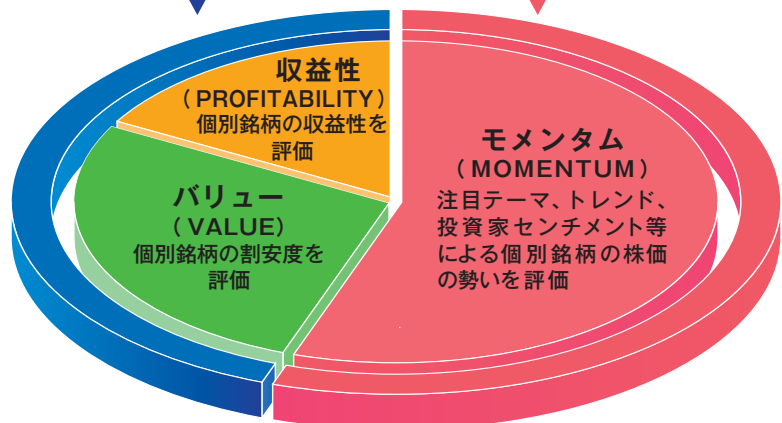 収益性
(PROFITABILITY)
個別銘柄の収益性を
評価
バリュー
(VALUE)
個別銘柄の割安度を
評価
モメンタム
(MOMENTUM)
注目テーマ、トレンド、
投資家センチメント等
による個別銘柄の株価
の勢いを評価